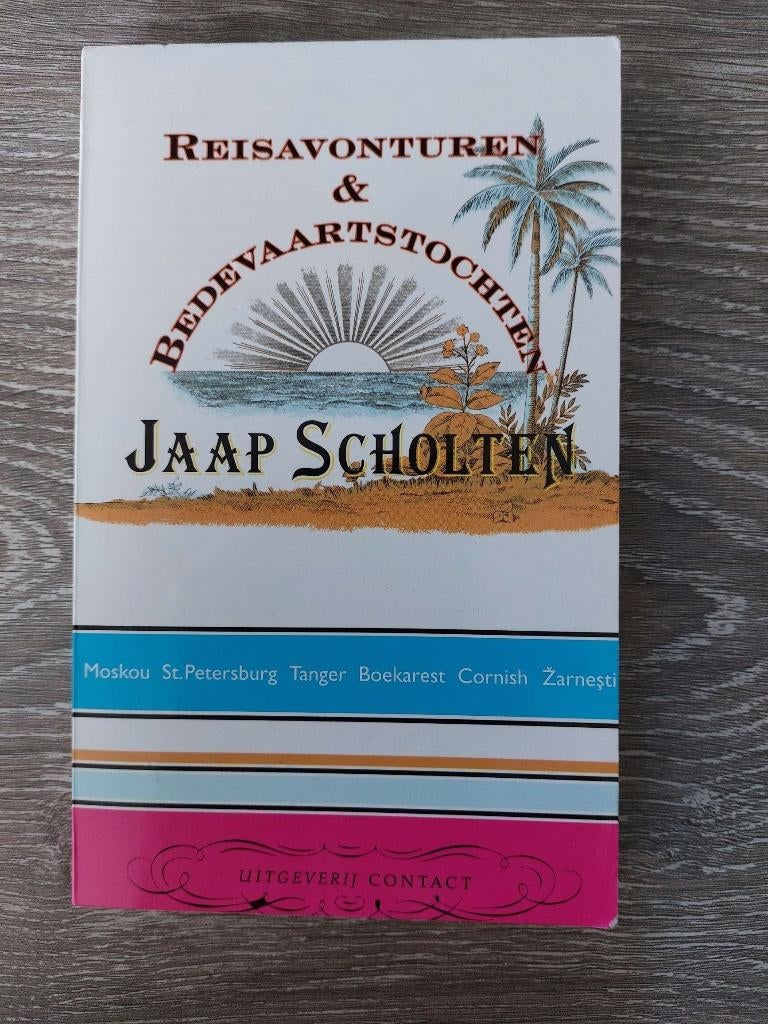 REISAVONTUREN
&
BEDEVAARTSTOCHTEN
JAAP SCHOLTEN
Moskou St.Petersburg Tanger Boekarest Cornish Žarneşti
UITGEVERIJ CONTACT